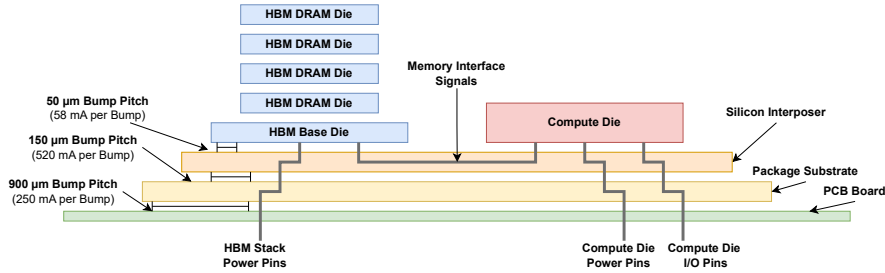 HBM DRAM Die
HBM DRAM Die
HBM DRAM Die
HBM DRAM Die
HBM Base Die
Memory Interface
Signals
Compute Die
Silicon Interposer
Package Substrate
PCB Board
50 μm Bump Pitch
(58 mA per Bump)
150 μm Bump Pitch
(520 mA per Bump)
900 μm Bump Pitch
(250 mA per Bump)
HBM Stack
Power Pins
Compute Die
Power Pins
Compute Die
I/O Pins